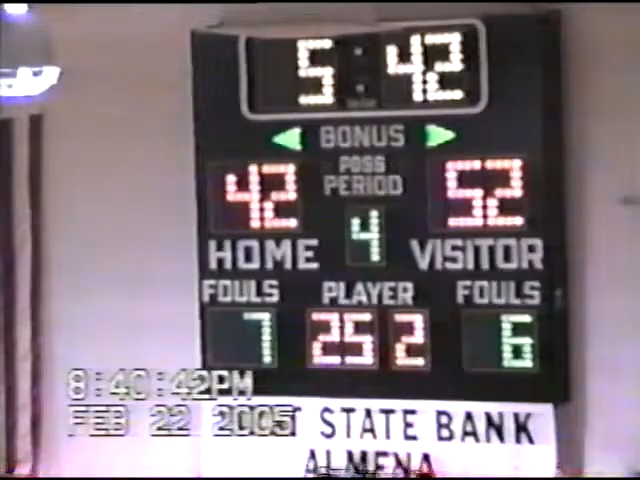 5:42
BONUS
42 POSS 52
PERIOD
4
HOME VISITOR
FOULS PLAYER FOULS
7 25 2 6
8:40:42PM
FEB 22 2005
STATE BANK
ALMENA